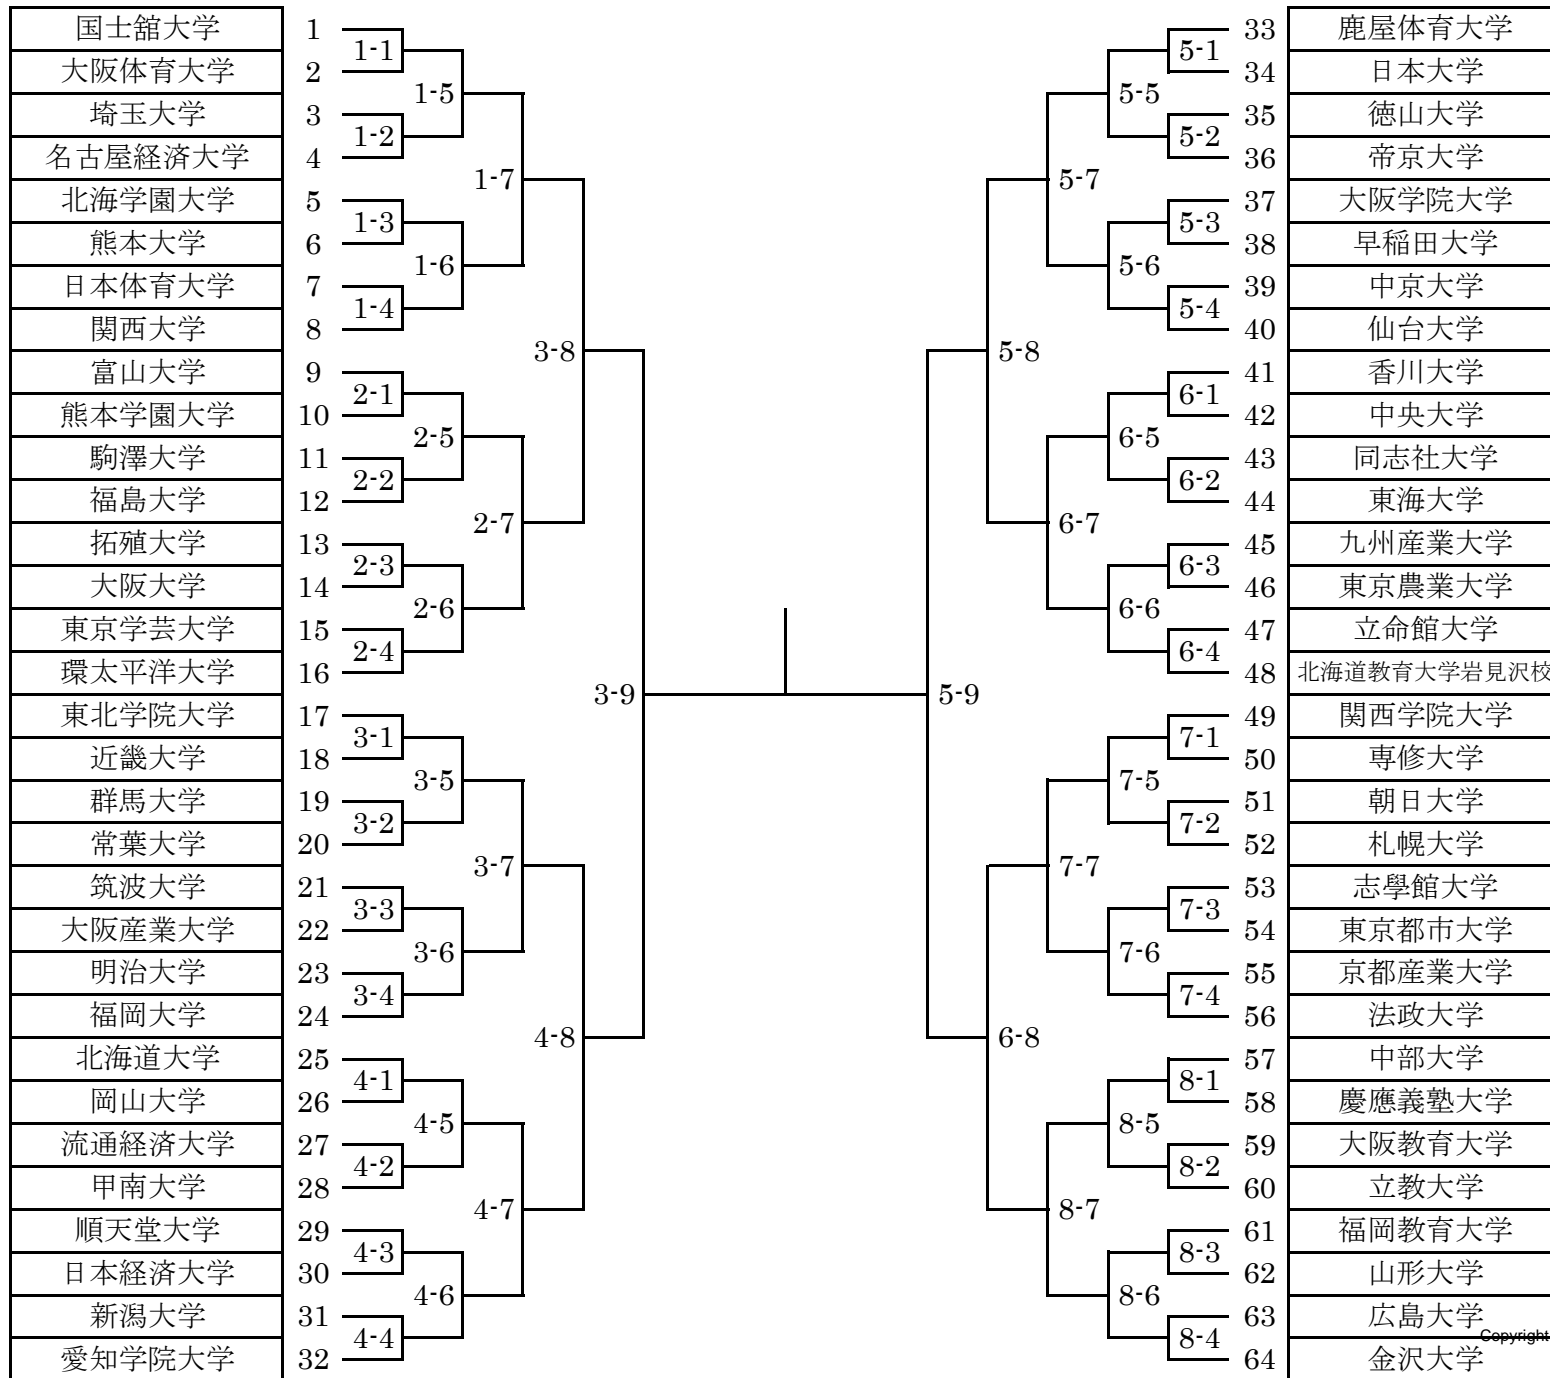 国士舘大学 1
大阪体育大学 2
埼玉大学 3
名古屋経済大学 4
北海学園大学 5
熊本大学 6
日本体育大学 7
関西大学 8
富山大学 9
熊本学園大学 10
駒澤大学 11
福島大学 12
拓殖大学 13
大阪大学 14
東京学芸大学 15
環太平洋大学 16
東北学院大学 17
近畿大学 18
群馬大学 19
常葉大学 20
筑波大学 21
大阪産業大学 22
明治大学 23
福岡大学 24
北海道大学 25
岡山大学 26
流通経済大学 27
甲南大学 28
順天堂大学 29
日本経済大学 30
新潟大学 31
愛知学院大学 32
1-1
1-2
1-3
1-4
2-1
2-2
2-3
2-4
3-1
3-2
3-3
3-4
4-1
4-2
4-3
4-4
1-5
1-6
2-5
2-6
3-5
3-6
4-5
4-6
1-7
2-7
3-7
4-7
3-8
4-8
3-9
5-9
5-8
6-8
5-7
6-7
7-7
8-7
5-5
5-6
6-5
6-6
7-5
7-6
8-5
8-6
5-1
5-2
5-3
5-4
6-1
6-2
6-3
6-4
7-1
7-2
7-3
7-4
8-1
8-2
8-3
8-4
33 鹿屋体育大学
34 日本大学
35 徳山大学
36 帝京大学
37 大阪学院大学
38 早稲田大学
39 中京大学
40 仙台大学
41 香川大学
42 中央大学
43 同志社大学
44 東海大学
45 九州産業大学
46 東京農業大学
47 立命館大学
48 北海道教育大学岩見沢校
49 関西学院大学
50 専修大学
51 朝日大学
52 札幌大学
53 志學館大学
54 東京都市大学
55 京都産業大学
56 法政大学
57 中部大学
58 慶應義塾大学
59 大阪教育大学
60 立教大学
61 福岡教育大学
62 山形大学
63 広島大学
64 金沢大学
Copyright